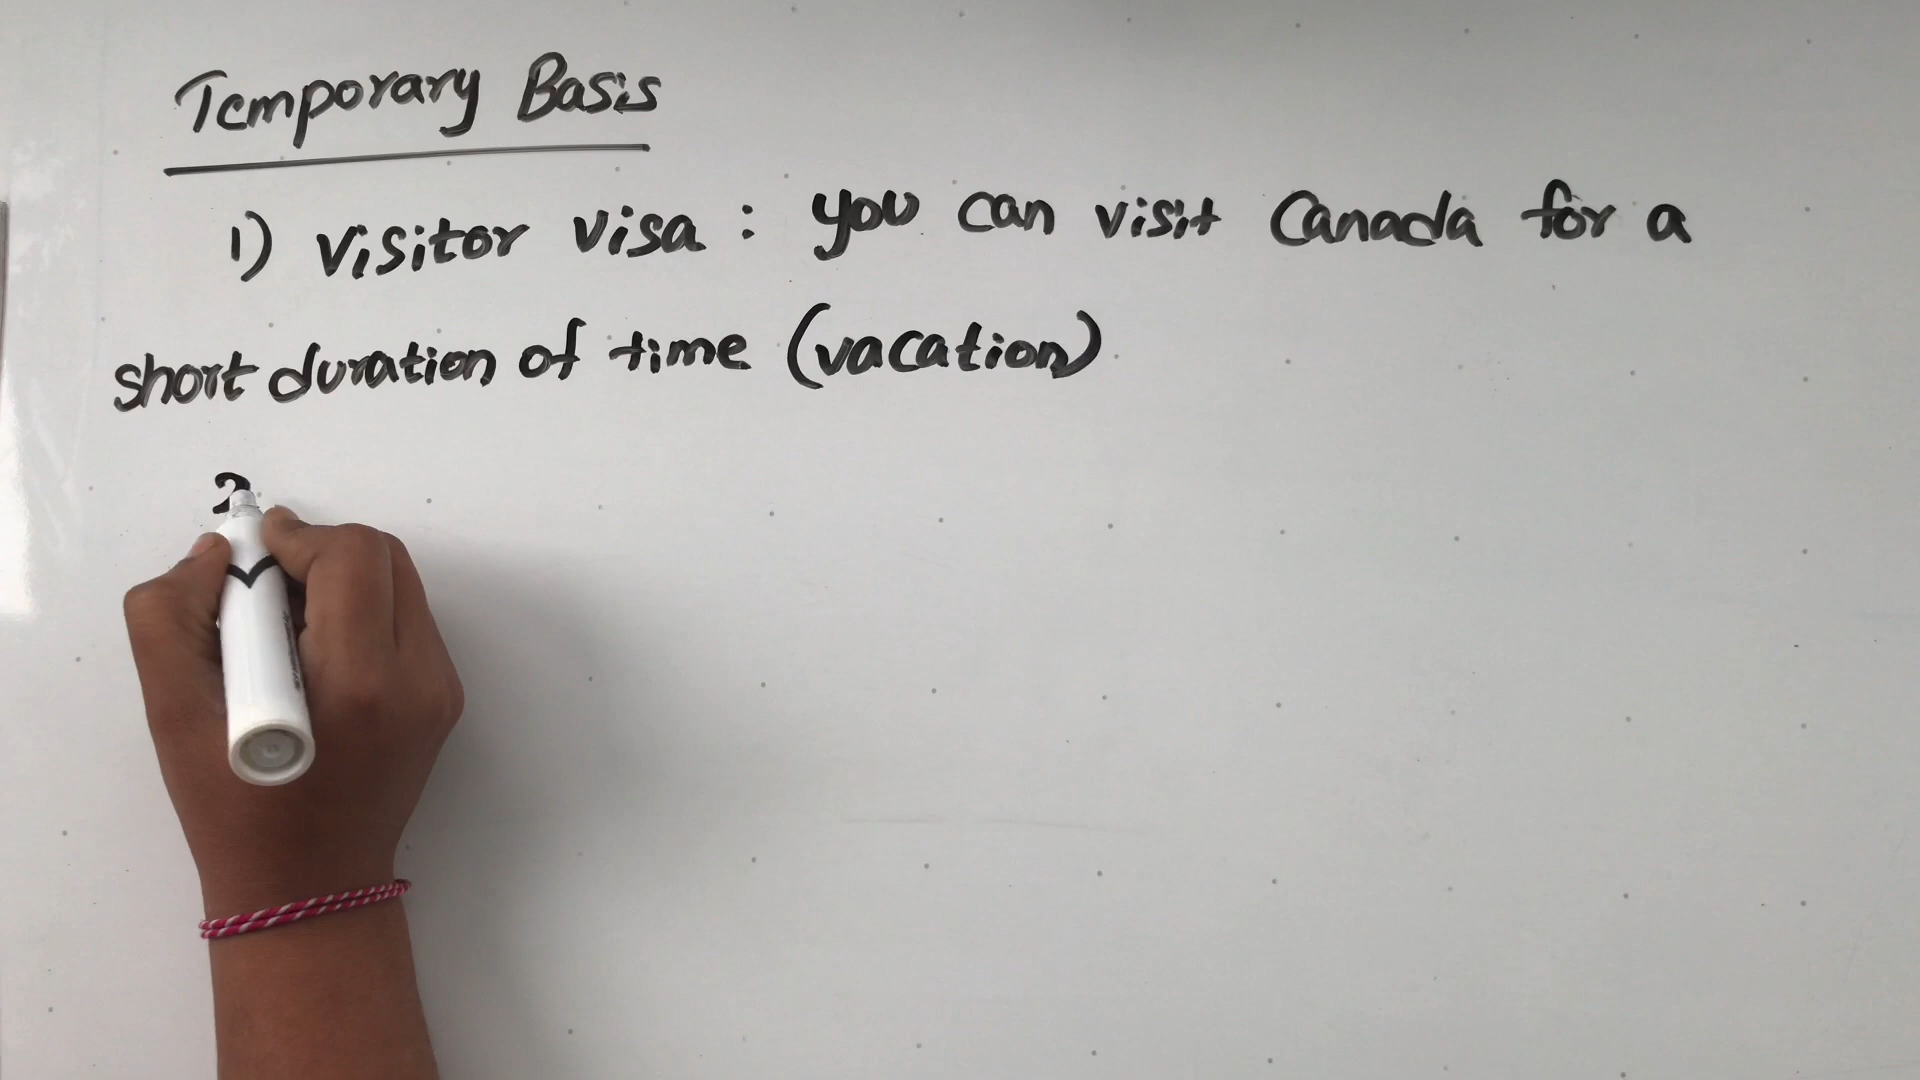 Temporary Basis
1) Visitor visa : you can visit Canada for a
short duration of time (vacation)
2